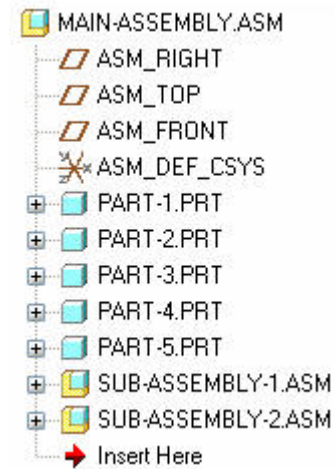 MAIN-ASSEMBLY.ASM
ASM_RIGHT
ASM_TOP
ASM_FRONT
ASM_DEF_CSYS
PART-1.PRT
PART-2.PRT
PART-3.PRT
PART-4.PRT
PART-5.PRT
SUB-ASSEMBLY-1.ASM
SUB-ASSEMBLY-2.ASM
Insert Here